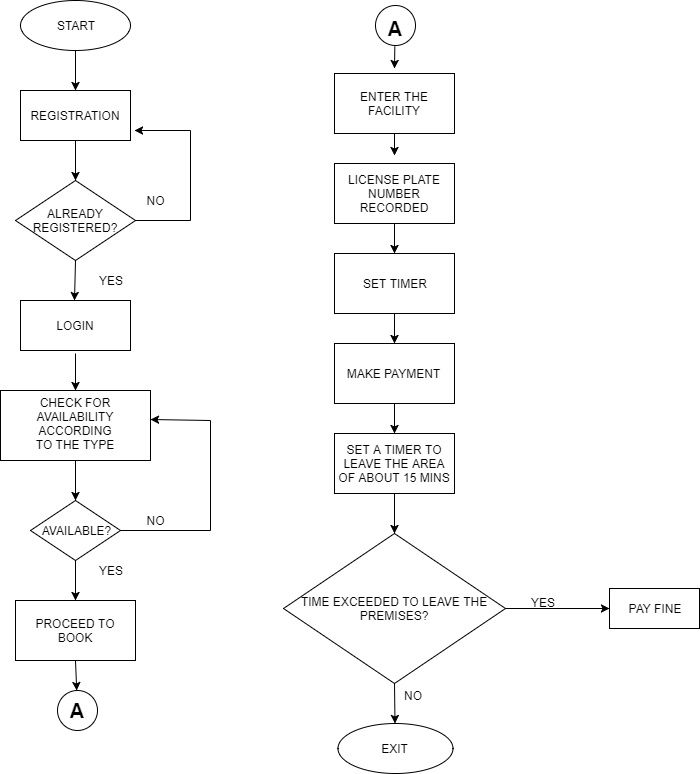 START
REGISTRATION
NO
ALREADY
REGISTERED?
YES
LOGIN
CHECK FOR
AVAILABILITY
ACCORDING
TO THE TYPE
NO
AVAILABLE?
YES
PROCEED TO
BOOK
A
A
ENTER THE
FACILITY
LICENSE PLATE
NUMBER
RECORDED
SET TIMER
MAKE PAYMENT
SET A TIMER TO
LEAVE THE AREA
OF ABOUT 15 MINS
TIME EXCEEDED TO LEAVE THE
PREMISES?
YES
PAY FINE
NO
EXIT